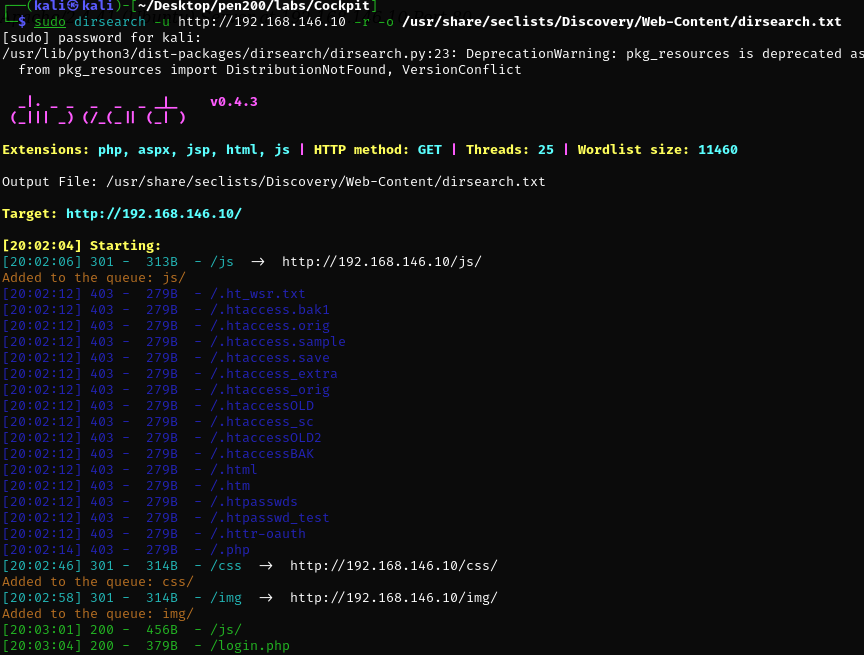 ┌──(kali㉿kali)-[~/Desktop/pen200/labs/Cockpit]
└─$ sudo dirsearch -u http://192.168.146.10 -r -o /usr/share/seclists/Discovery/Web-Content/dirsearch.txt
[sudo] password for kali:
/usr/lib/python3/dist-packages/dirsearch/dirsearch.py:23: DeprecationWarning: pkg_resources is deprecated as
  from pkg_resources import DistributionNotFound, VersionConflict
v0.4.3
Extensions: php, aspx, jsp, html, js | HTTP method: GET | Threads: 25 | Wordlist size: 11460
Output File: /usr/share/seclists/Discovery/Web-Content/dirsearch.txt
Target: http://192.168.146.10/
[20:02:04] Starting:
[20:02:06] 301 -  313B  - /js  ->  http://192.168.146.10/js/
Added to the queue: js/
[20:02:12] 403 -  279B  - /.ht_wsr.txt
[20:02:12] 403 -  279B  - /.htaccess.bak1
[20:02:12] 403 -  279B  - /.htaccess.orig
[20:02:12] 403 -  279B  - /.htaccess.sample
[20:02:12] 403 -  279B  - /.htaccess.save
[20:02:12] 403 -  279B  - /.htaccess_extra
[20:02:12] 403 -  279B  - /.htaccess_orig
[20:02:12] 403 -  279B  - /.htaccessOLD
[20:02:12] 403 -  279B  - /.htaccess_sc
[20:02:12] 403 -  279B  - /.htaccessOLD2
[20:02:12] 403 -  279B  - /.htaccessBAK
[20:02:12] 403 -  279B  - /.html
[20:02:12] 403 -  279B  - /.htm
[20:02:12] 403 -  279B  - /.htpasswds
[20:02:12] 403 -  279B  - /.htpasswd_test
[20:02:12] 403 -  279B  - /.httr-oauth
[20:02:14] 403 -  279B  - /.php
[20:02:46] 301 -  314B  - /css  ->  http://192.168.146.10/css/
Added to the queue: css/
[20:02:58] 301 -  314B  - /img  ->  http://192.168.146.10/img/
Added to the queue: img/
[20:03:01] 200 -  456B  - /js/
[20:03:04] 200 -  379B  - /login.php